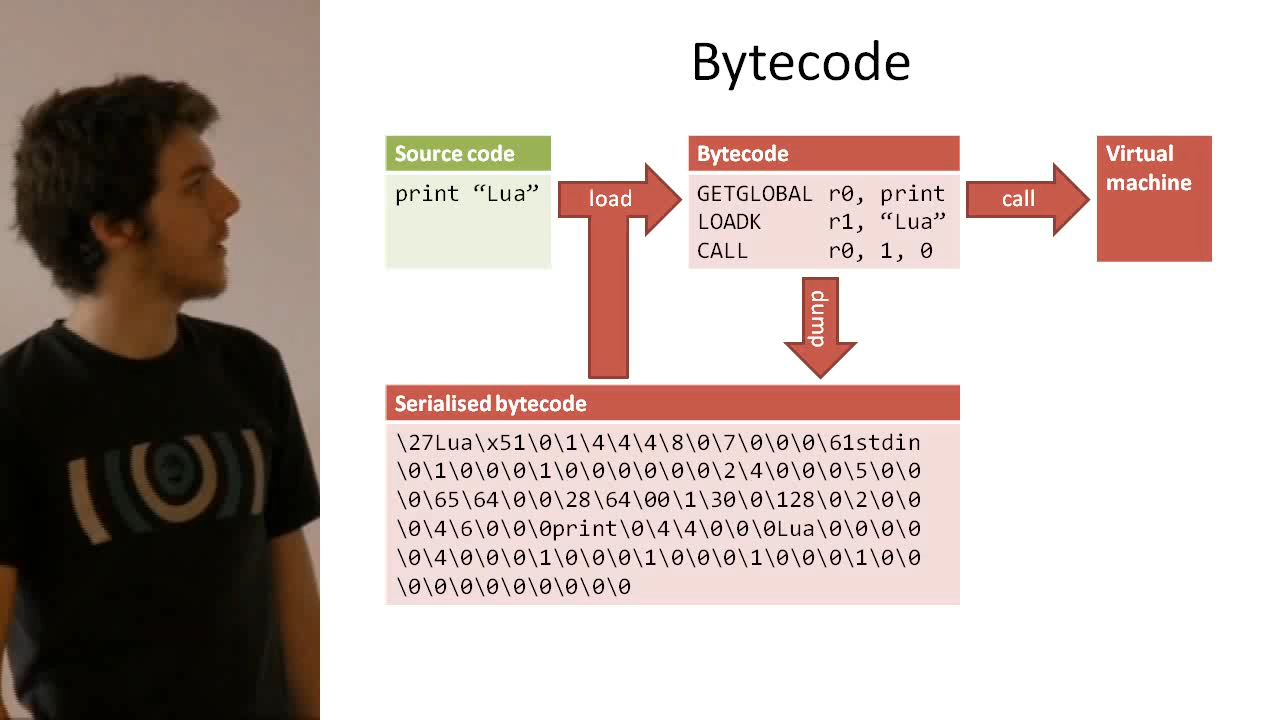 Bytecode
Source code
print “Lua”
load
Bytecode
GETGLOBAL r0, print
LOADK r1, “Lua”
CALL r0, 1, 0
call
Virtual
machine
dump
Serialised bytecode
\27Lua\x51\0\1\4\4\4\8\0\7\0\0\0\61stdin
\0\1\0\0\0\1\0\0\0\0\0\0\2\4\0\0\0\5\0\0
\0\65\64\0\0\28\64\00\1\30\0\128\0\2\0\0
\0\4\6\0\0\0print\0\4\4\0\0\0Lua\0\0\0\0
\0\4\0\0\0\1\0\0\0\1\0\0\0\1\0\0\0\1\0\0
\0\0\0\0\0\0\0\0\0